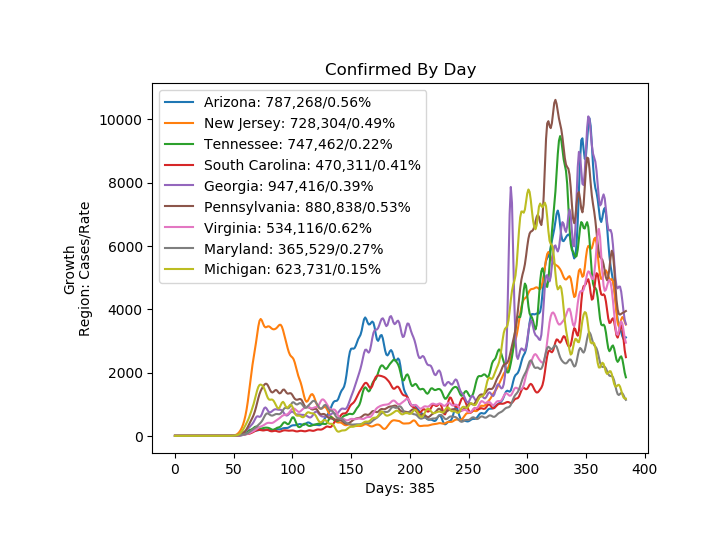 Confirmed By Day
Growth
Region: Cases/Rate
10000
8000
6000
4000
2000
0
Arizona: 787,268/0.56%
New Jersey: 728,304/0.49%
Tennessee: 747,462/0.22%
South Carolina: 470,311/0.41%
Georgia: 947,416/0.39%
Pennsylvania: 880,838/0.53%
Virginia: 534,116/0.62%
Maryland: 365,529/0.27%
Michigan: 623,731/0.15%
0 50 100 150 200 250 300 350 400
Days: 385